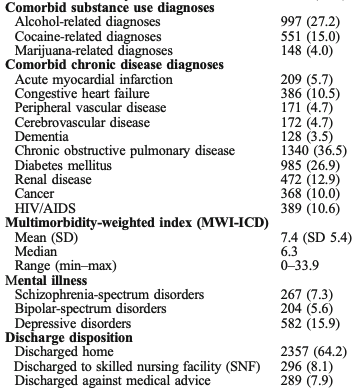 Comorbid substance use diagnoses
Alcohol-related diagnoses 997 (27.2)
Cocaine-related diagnoses 551 (15.0)
Marijuana-related diagnoses 148 (4.0)
Comorbid chronic disease diagnoses
Acute myocardial infarction 209 (5.7)
Congestive heart failure 386 (10.5)
Peripheral vascular disease 171 (4.7)
Cerebrovascular disease 172 (4.7)
Dementia 128 (3.5)
Chronic obstructive pulmonary disease 1340 (36.5)
Diabetes mellitus 985 (26.9)
Renal disease 472 (12.9)
Cancer 368 (10.0)
HIV/AIDS 389 (10.6)
Multimorbidity-weighted index (MWI-ICD)
Mean (SD) 7.4 (SD 5.4)
Median 6.3
Range (min–max) 0–33.9
Mental illness
Schizophrenia-spectrum disorders 267 (7.3)
Bipolar-spectrum disorders 204 (5.6)
Depressive disorders 582 (15.9)
Discharge disposition
Discharged home 2357 (64.2)
Discharged to skilled nursing facility (SNF) 296 (8.1)
Discharged against medical advice 289 (7.9)